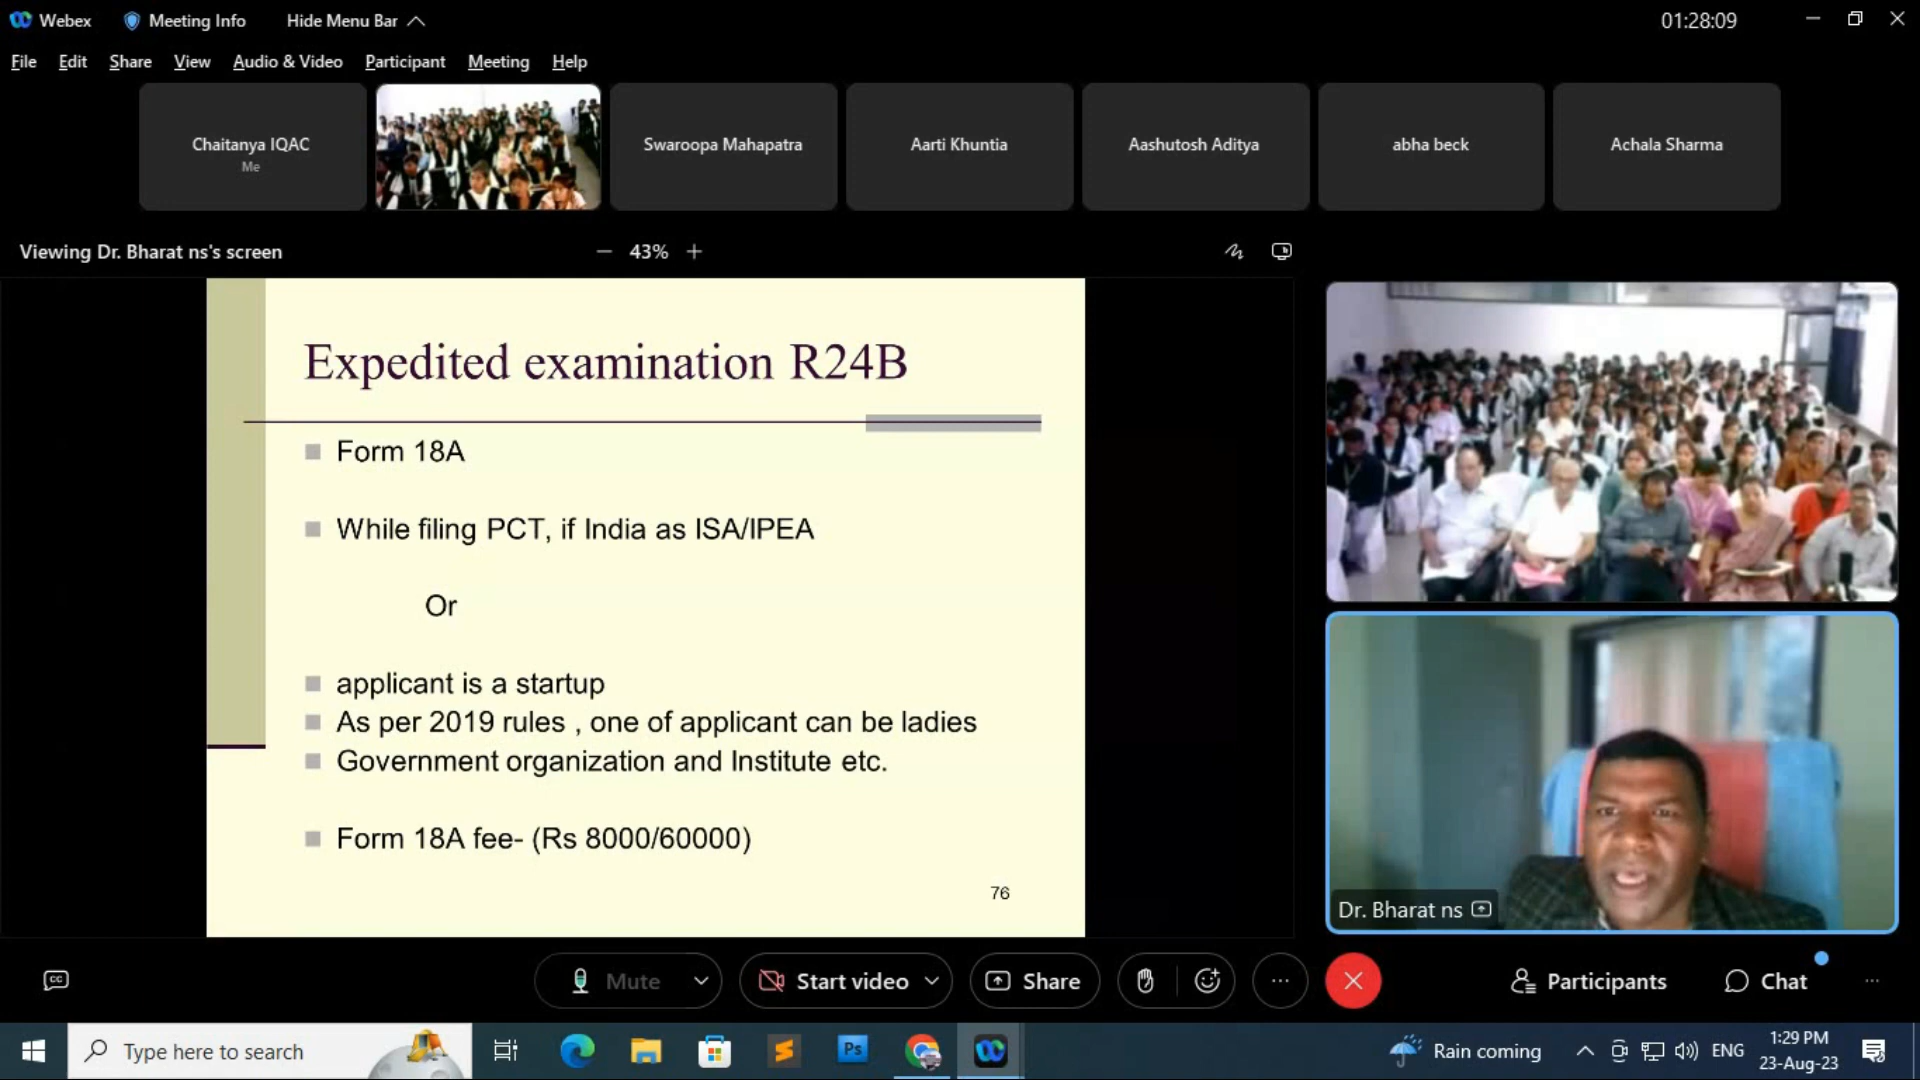 Webex Meeting Info Hide Menu Bar 01:28:09
File Edit Share View Audio & Video Participant Meeting Help
Chaitanya IQAC
Me
Swaroopa Mahapatra
Aarti Khuntia
Aashutosh Aditya
abha beck
Achala Sharma
Viewing Dr. Bharat ns's screen 43%
Expedited examination R24B
Form 18A
While filing PCT, if India as ISA/IPEA
Or
applicant is a startup
As per 2019 rules , one of applicant can be ladies
Government organization and Institute etc.
Form 18A fee- (Rs 8000/60000)
76
Dr. Bharat ns
CC Mute Start video Share Participants Chat
Type here to search
Ps
Rain coming
ENG
1:29 PM
23-Aug-23